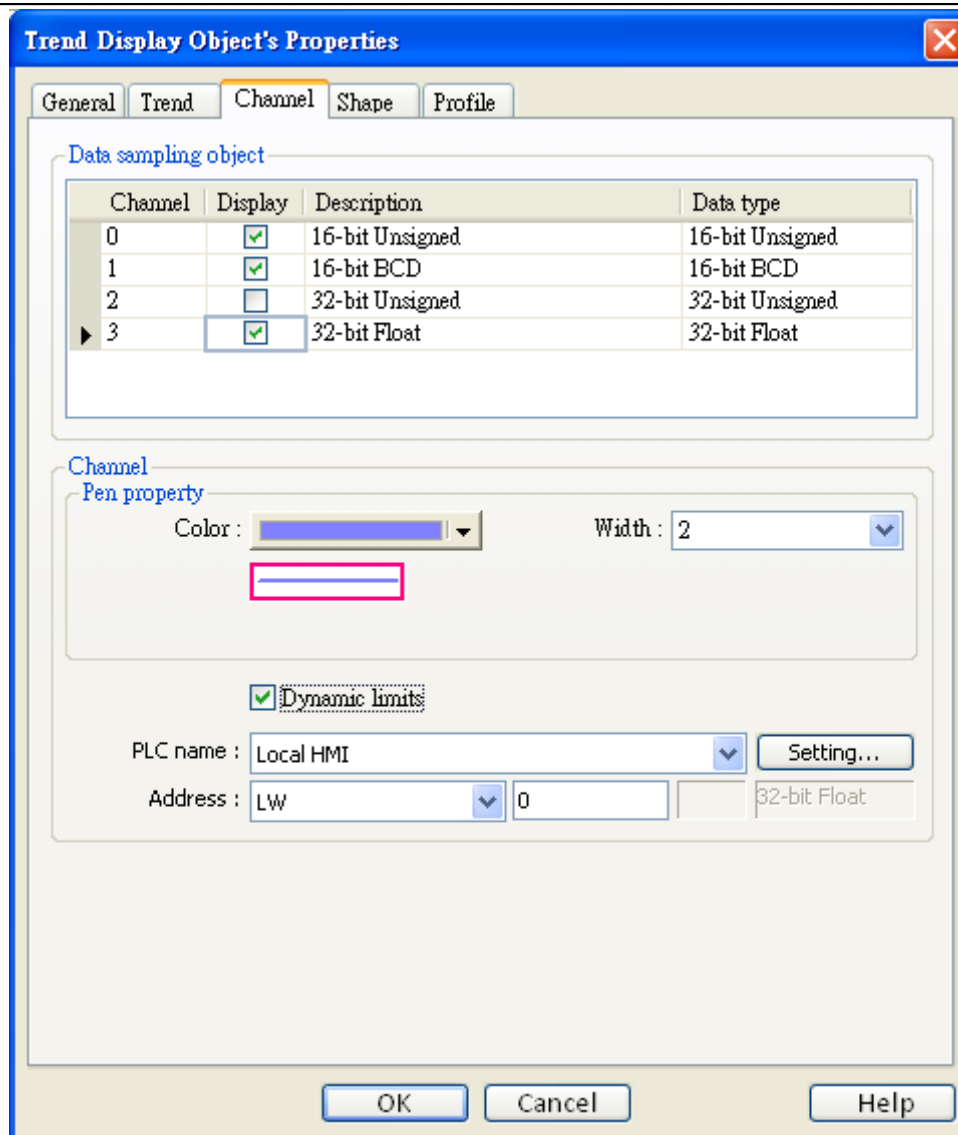 Trend Display Object's Properties
General Trend Channel Shape Profile
Data sampling object
Channel Display Description Data type
0 16-bit Unsigned 16-bit Unsigned
1 16-bit BCD 16-bit BCD
2 32-bit Unsigned 32-bit Unsigned
3 32-bit Float 32-bit Float
Channel
Pen property
Color : Width : 2
Dynamic limits
PLC name : Local HMI Setting...
Address : LW 0 32-bit Float
OK Cancel Help